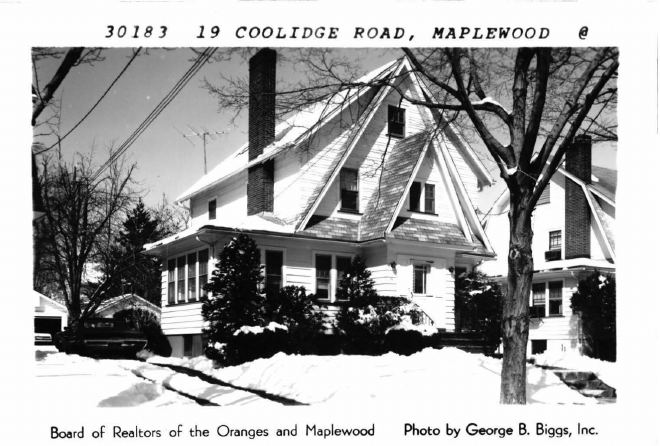 30183 19 COOLIDGE ROAD, MAPLEWOOD @
Board of Realtors of the Oranges and Maplewood Photo by George B. Biggs, Inc.